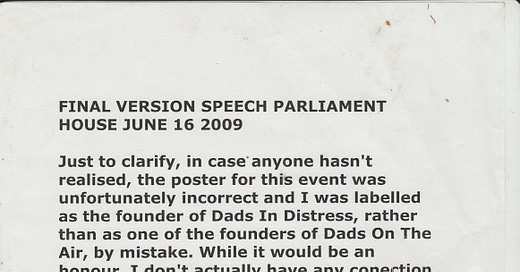 FINAL VERSION SPEECH PARLIAMENT
HOUSE JUNE 16 2009
Just to clarify, in case anyone hasn't
realised, the poster for this event was
unfortunately incorrect and I was labelled
as the founder of Dads In Distress, rather
than as one of the founders of Dads On The
Air, by mistake. While it would be an
honour, I don't actually have any conection